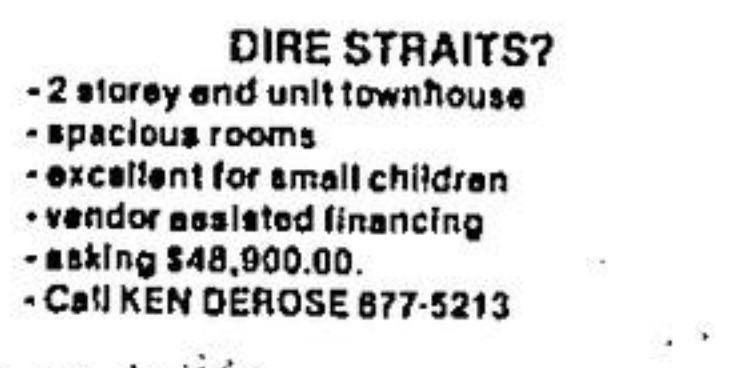 DIRE STRAITS?
- 2 storey end unit townhouse
- spacious rooms
- excellent for small children
- vendor assisted financing
- asking $48,900.00.
- Call KEN DEROSE 877-5213